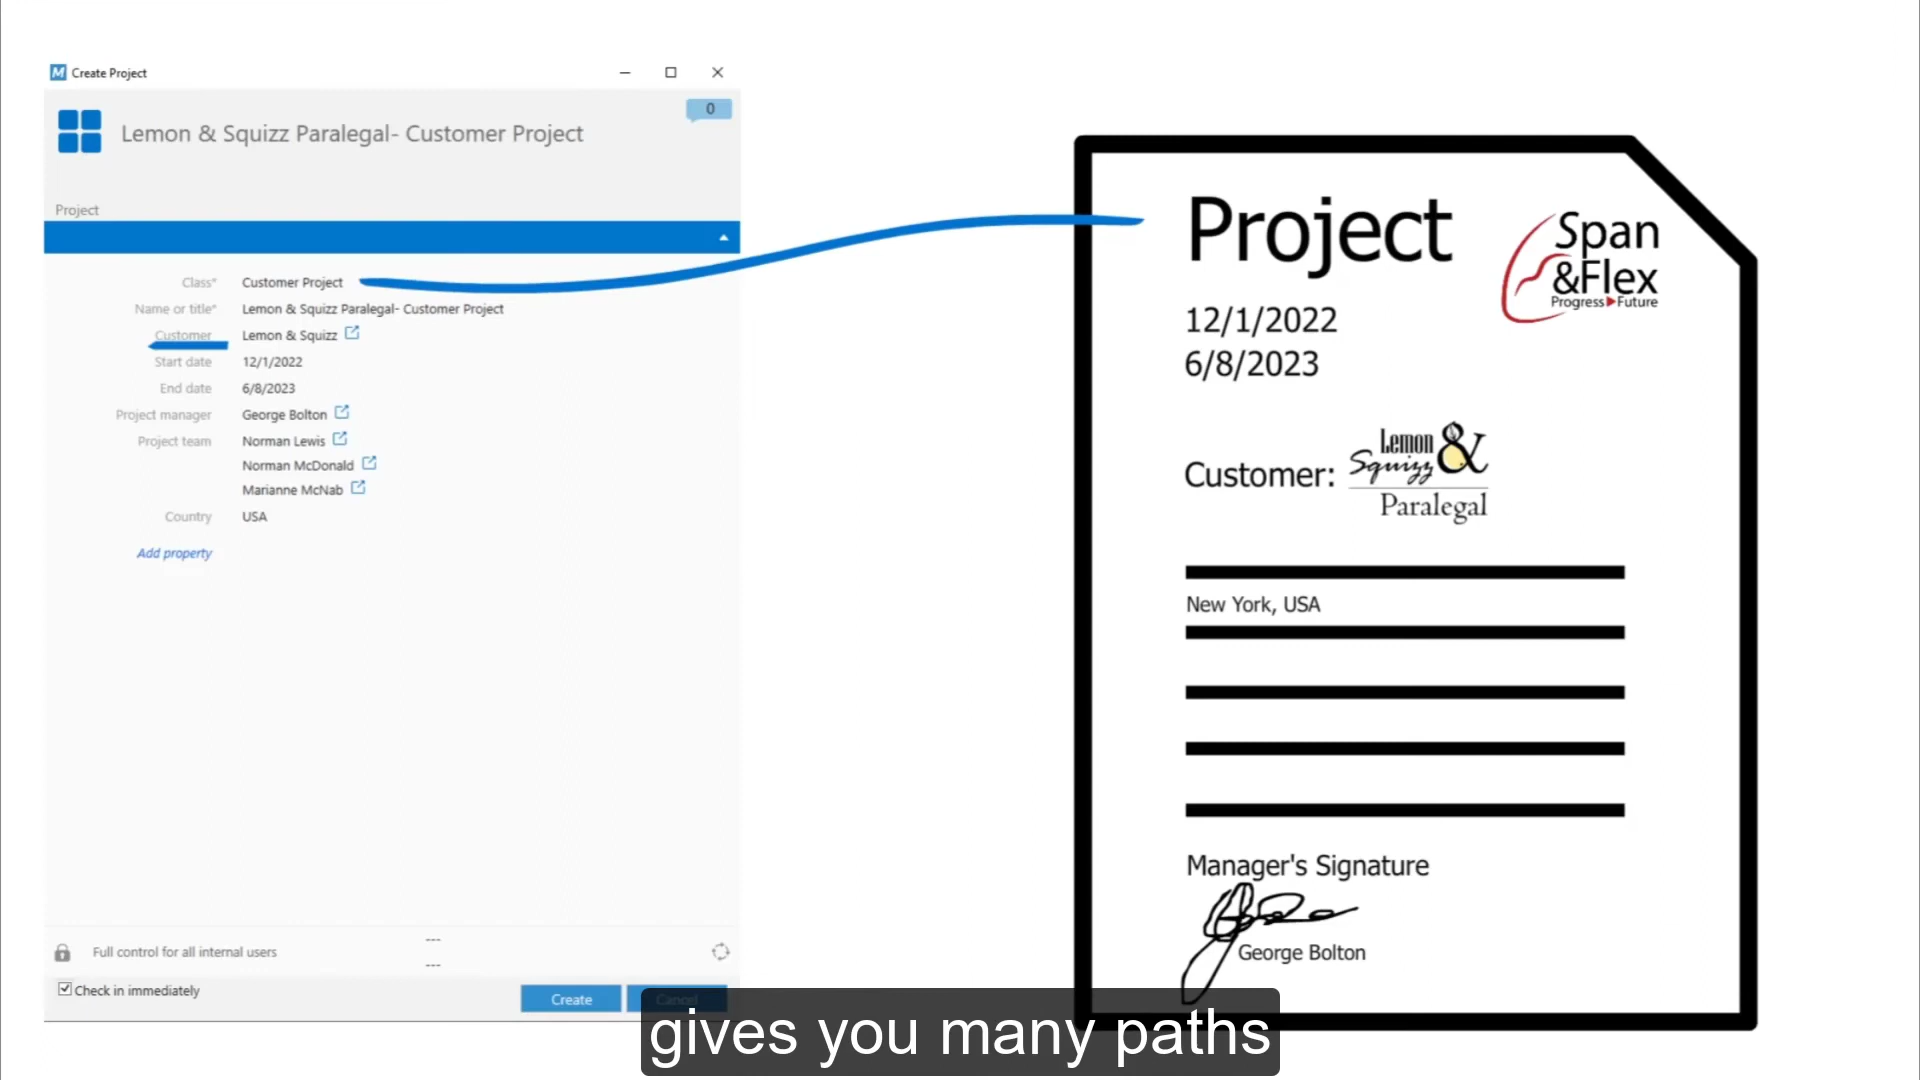 M Create Project
0
Lemon & Squizz Paralegal- Customer Project
Project
Class* Customer Project
Name or title* Lemon & Squizz Paralegal- Customer Project
Customer Lemon & Squizz
Start date 12/1/2022
End date 6/8/2023
Project manager George Bolton
Project team Norman Lewis
Norman McDonald
Marianne McNab
Country USA
Add property
Full control for all internal users
---
---
Check in immediately
Create Cancel
Project
Span
&Flex
Progress Future
12/1/2022
6/8/2023
Customer: Lemon & Squizz
Paralegal
New York, USA
Manager's Signature
George Bolton
gives you many paths